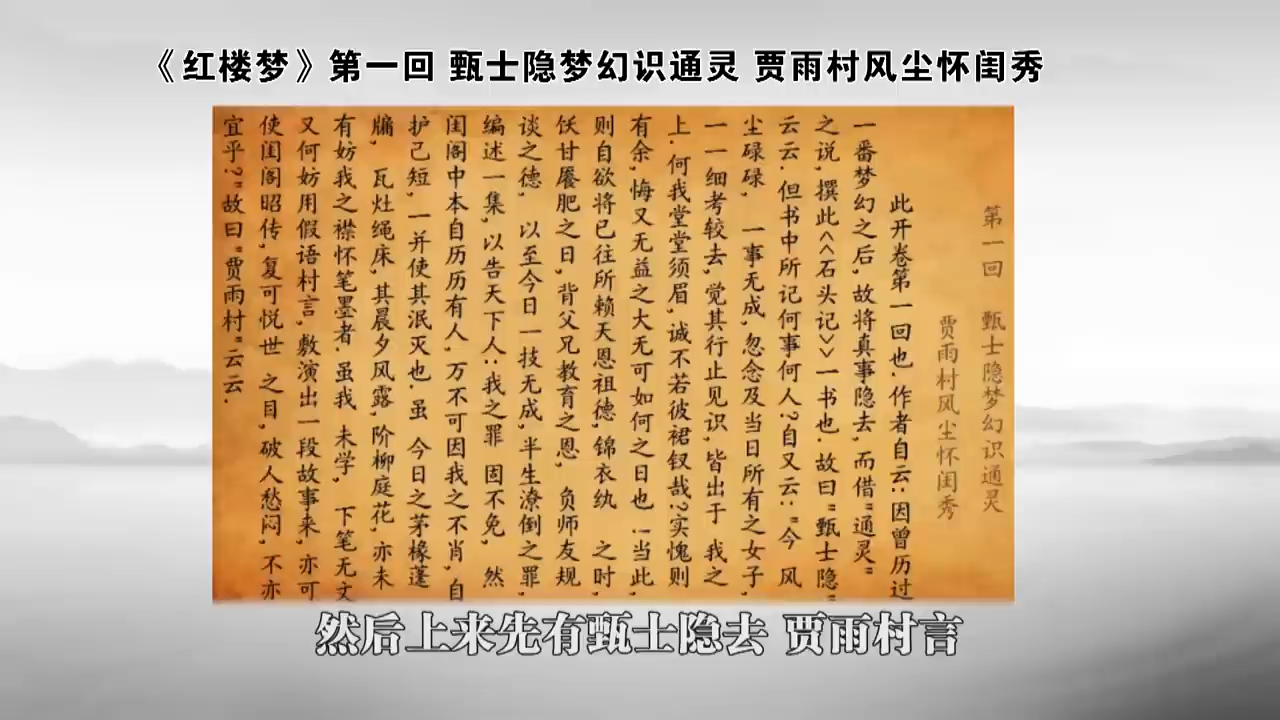 《红楼梦》第一回 甄士隐梦幻识通灵 贾雨村风尘怀闺秀
第一回 甄士隐梦幻识通灵
贾雨村风尘怀闺秀
此开卷第一回也.作者自云:因曾历过
一番梦幻之后,故将真事隐去,而借"通灵"
之说,撰此<<石头记>>一书也.故曰"甄士隐"
云云.但书中所记何事何人?自又云:"今 风
尘碌碌, 一事无成,忽念及当日所有之女子,
一一细考较去,觉其行止见识,皆出于 我之
上.何我堂堂须眉,诚不若彼裙钗哉?实愧则
有余,悔又无益之大无可如何之日也!当此,
则自欲将已往所赖天恩祖德,锦衣纨 之时,
饫甘餍肥之日,背父兄教育之恩, 负师友规
谈之德, 以至今日一技无成,半生潦倒之罪,
编述一集,以告天下人:我之罪 固不免, 然
闺阁中本自历历有人,万不可因我之不肖,自
护己短,一并使其泯灭也.虽 今日之茅椽蓬
牖, 瓦灶绳床,其晨夕风露,阶柳庭花,亦未
有妨我之襟怀笔墨者.虽我 未学, 下笔无文
又何妨用假语村言,敷演出一段故事来,亦可
使闺阁昭传,复可悦世 之目,破人愁闷,不亦
宜乎?"故曰"贾雨村"云云.
然后上来先有甄士隐去 贾雨村言